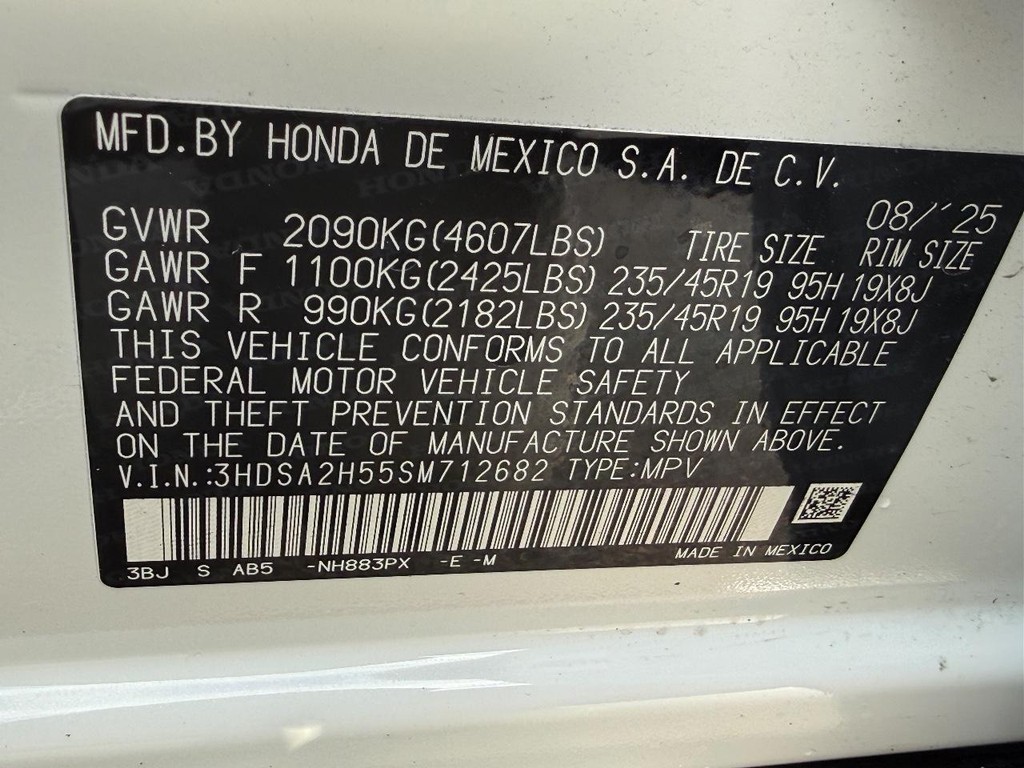 MFD.BY HONDA DE MEXICO S.A. DE C.V.
08/'25
GVWR 2090KG(4607LBS) TIRE SIZE RIM SIZE
GAWR F 1100KG(2425LBS) 235/45R19 95H 19X8J
GAWR R 990KG(2182LBS) 235/45R19 95H 19X8J
THIS VEHICLE CONFORMS TO ALL APPLICABLE
FEDERAL MOTOR VEHICLE SAFETY
AND THEFT PREVENTION STANDARDS IN EFFECT
ON THE DATE OF MANUFACTURE SHOWN ABOVE.
V.I.N.:3HDSA2H55SM712682 TYPE:MPV
MADE IN MEXICO
3BJ S AB5 -NH883PX -E -M